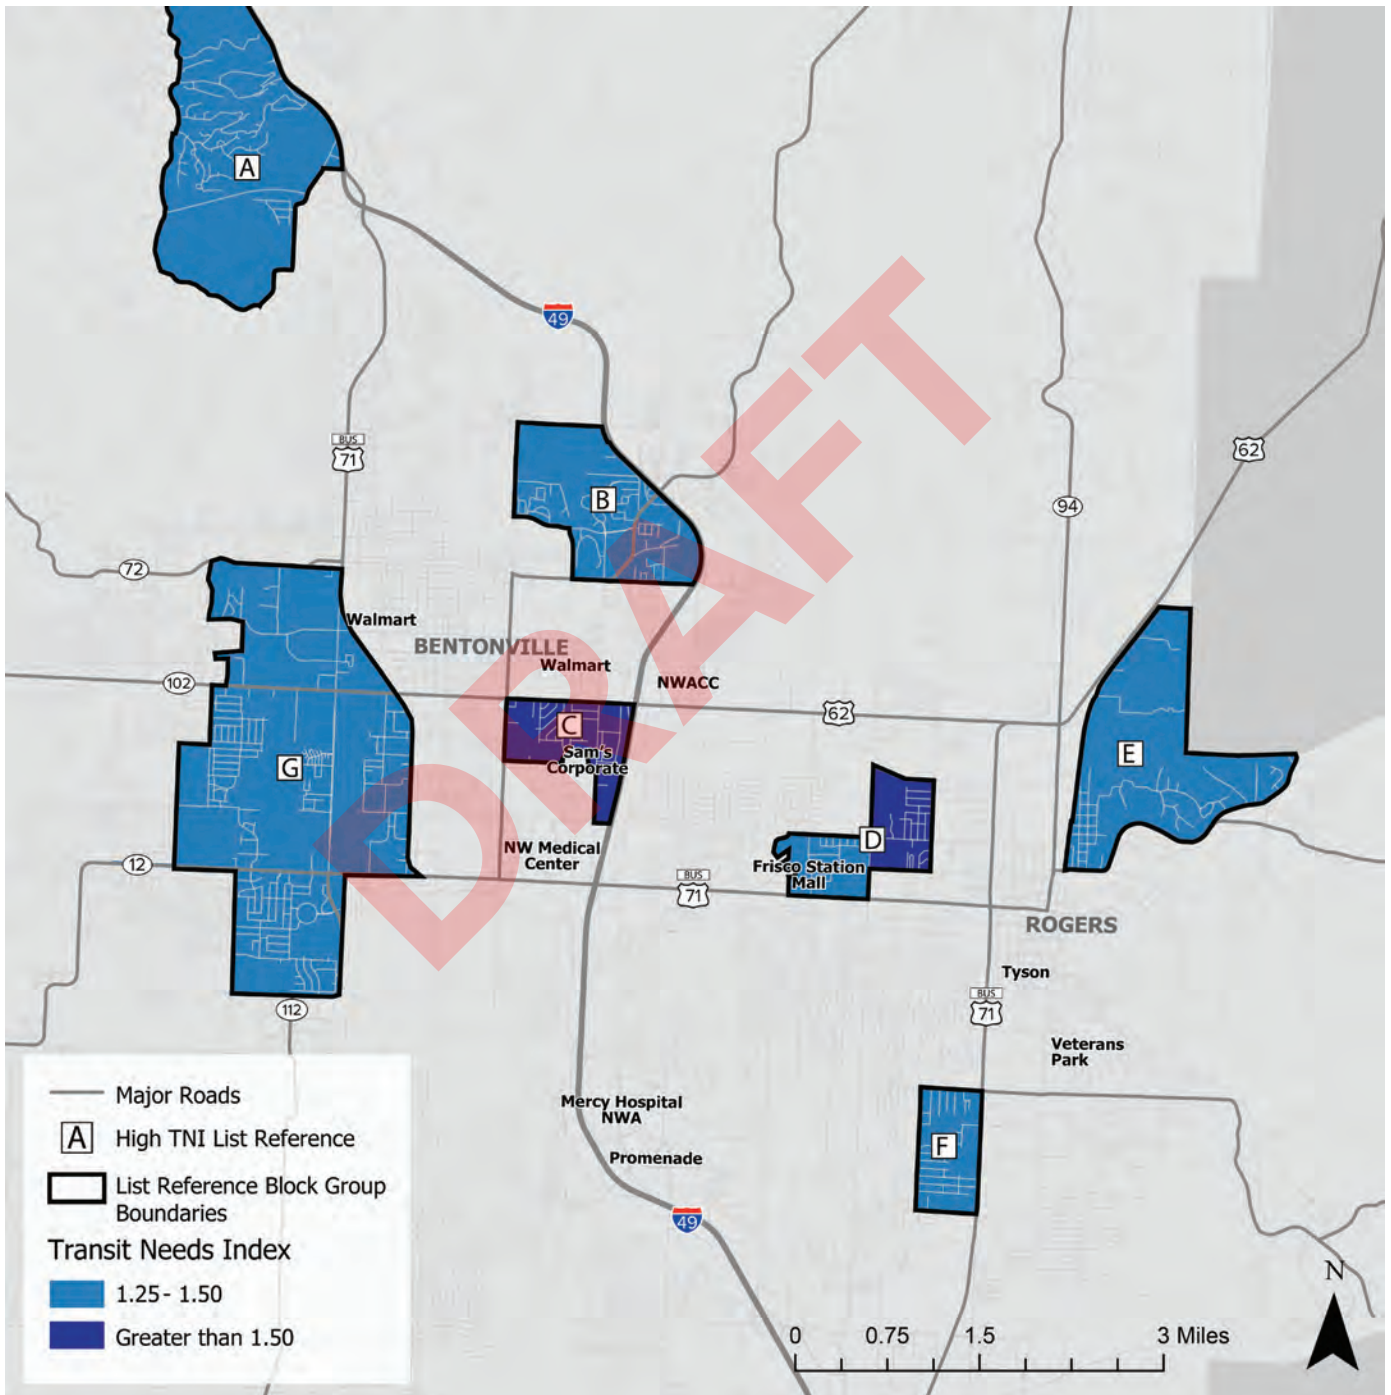 A
49
BUS
71
62
B
94
72
Walmart
BENTONVILLE
Walmart
NWACC
102
62
C
Sam's
Corporate
E
G
D
12
NW Medical
Center
Frisco Station
Mall
BUS
71
ROGERS
Tyson
BUS
71
112
Veterans
Park
Mercy Hospital
NWA
F
Promenade
49
DRAFT
Major Roads
A High TNI List Reference
List Reference Block Group
Boundaries
Transit Needs Index
1.25 - 1.50
Greater than 1.50
N
0 0.75 1.5 3 Miles